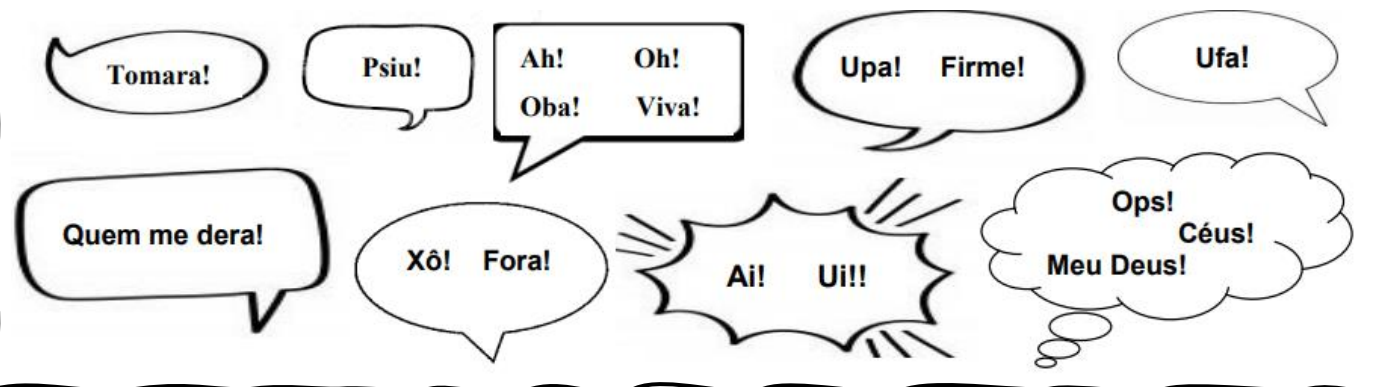 Tomara!
Psiu!
Ah! Oh!
Oba! Viva!
Upa! Firme!
Ufa!
Quem me dera!
Xô! Fora!
Ai! Ui!!
Ops!
Céus!
Meu Deus!